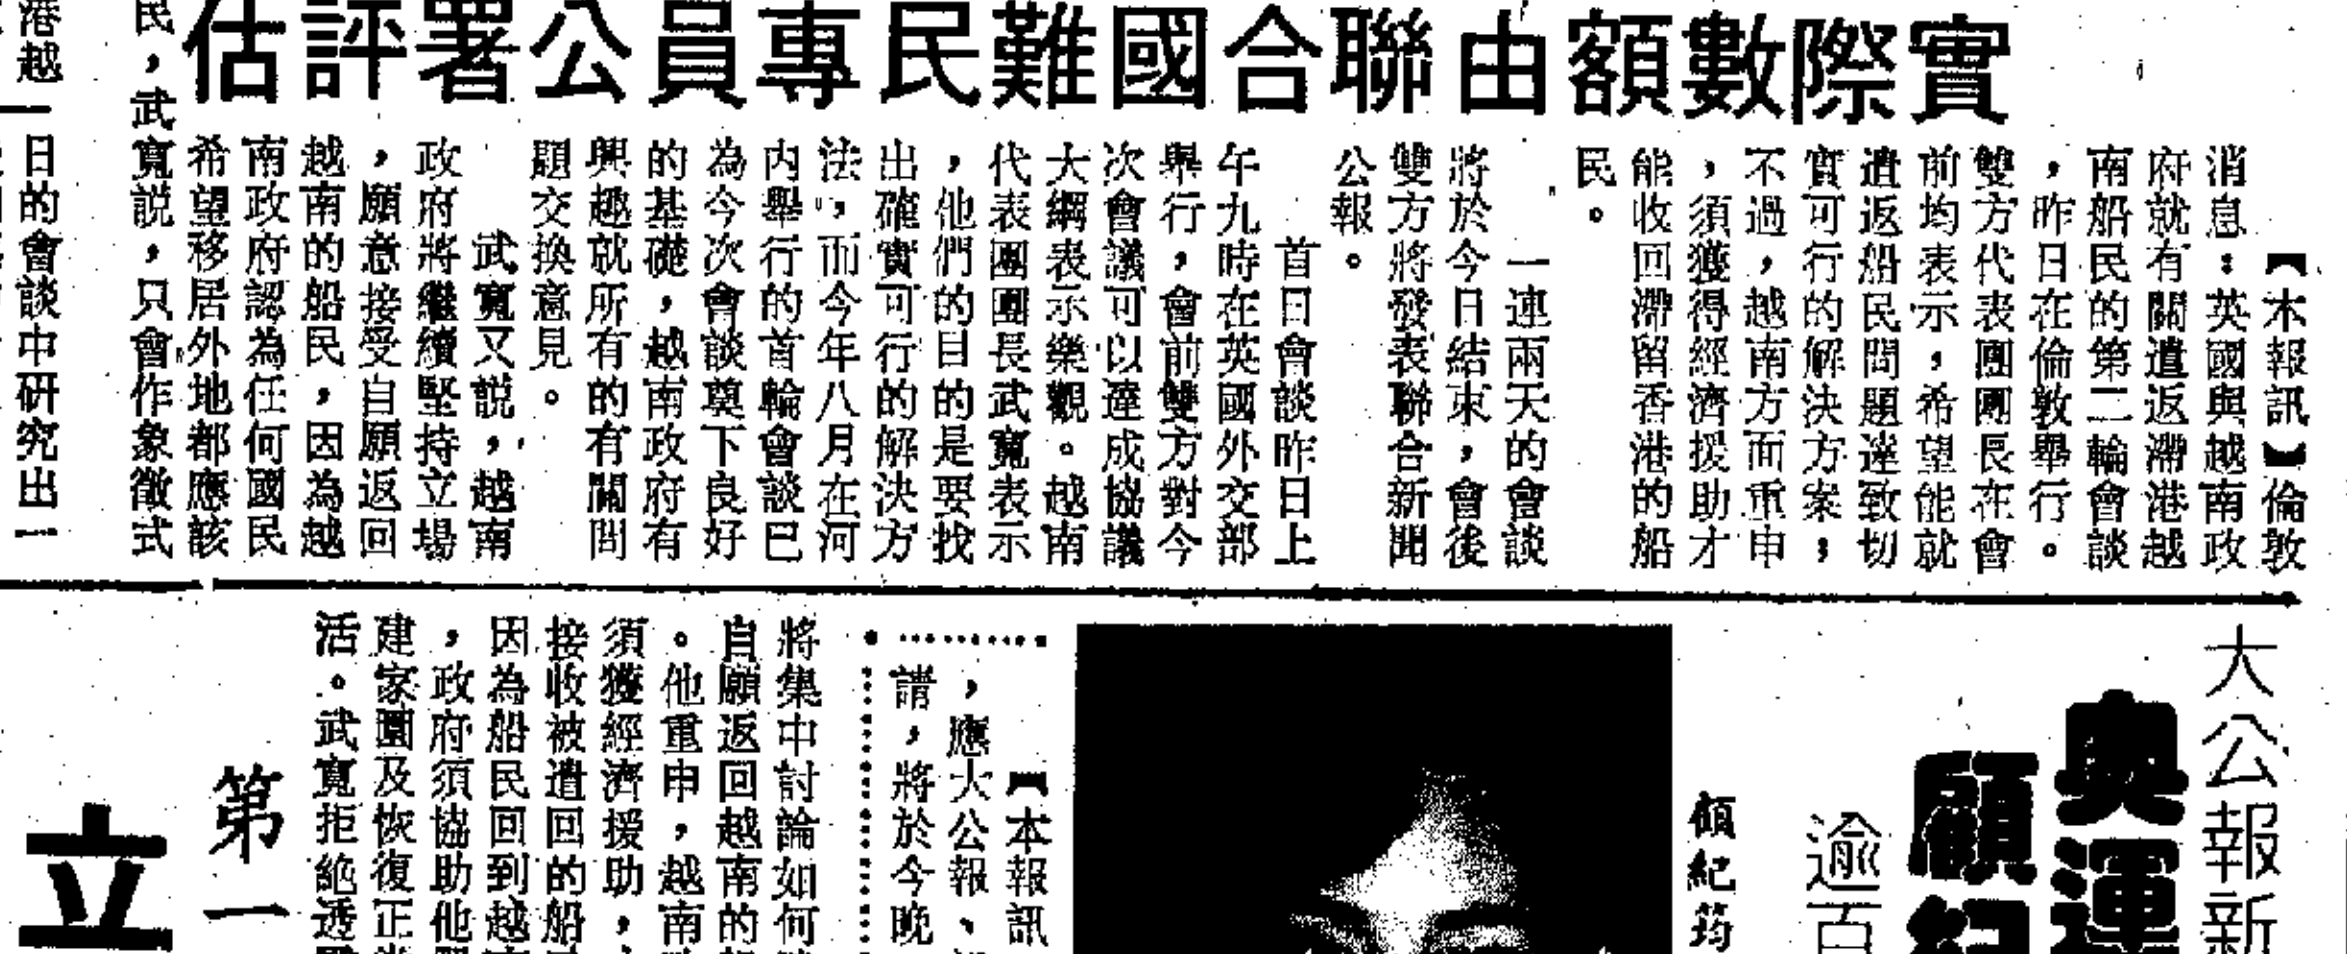 實際數額由聯合國難民專員公署評估
【本報訊】倫敦
消息：英國與越南政
府就有關遣返滯港越
南船民的第二輪會談
，昨日在倫敦舉行。
雙方代表團團長在會
前均表示，希望能就
遣返船民問題達致切
實可行的解決方案；
不過，越南方面重申
，須獲得經濟援助才
能收回滯留香港的船
民。
一連兩天的會談
將於今日結束，會後
雙方將發表聯合新聞
公報。
首日會談昨日上
午九時在英國外交部
舉行，會前雙方對今
次會議可以達成協議
大綱表示樂觀。越南
代表團團長武寬表示
，他們的目的是要找
出確實可行的解決方
法，而今年八月在河
內舉行的首輪會談已
為今次會談奠下良好
的基礎，越南政府有
興趣就所有的有關問
題交換意見。
武寬又説，越南
政府將繼續堅持立場
，願意接受自願返回
越南的船民，因為越
南政府認為任何國民
希望移居外地都應該
民，武寬説，只會作象徵式
港越
日的會談中研究出一
大公報新
奧運
顧紀
逾百
顧紀筠
【本報訊
，應大公報、
請，將於今晚
將集中討論如何
自願返回越南的
。他重申，越南
須獲經濟援助，
接收被遣回的船
因為船民回到越
，政府須協助他
建家園及恢復正
活。武寬拒絶透
第一
立